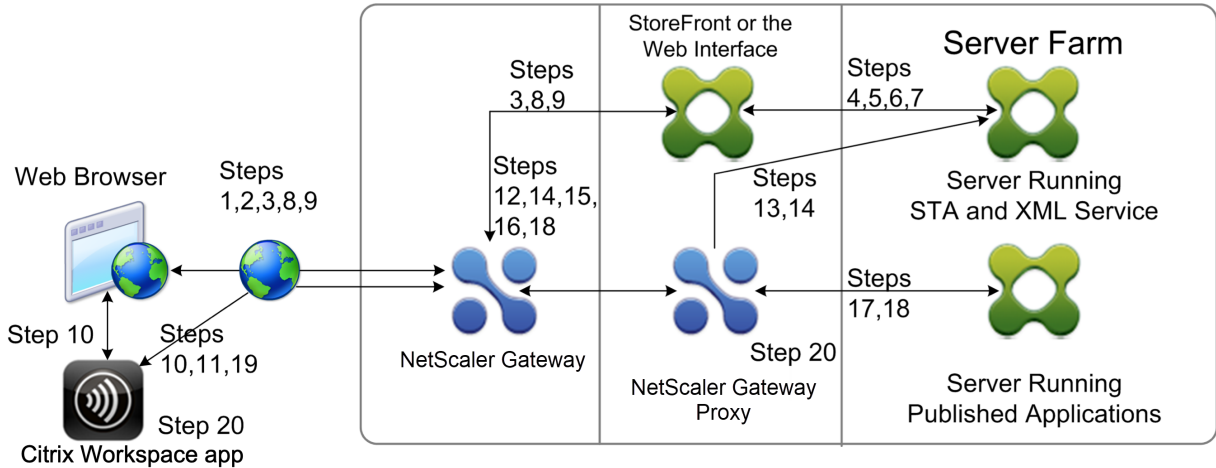 StoreFront or the
Web Interface
Server Farm
Steps
3,8,9
Steps
4,5,6,7
Web Browser
Steps
1,2,3,8,9
Steps
12,14,15,
16,18
Steps
13,14
Server Running
STA and XML Service
Step 10
Steps
10,11,19
NetScaler Gateway
Step 20
NetScaler Gateway
Proxy
Steps
17,18
Server Running
Published Applications
Step 20
Citrix Workspace app